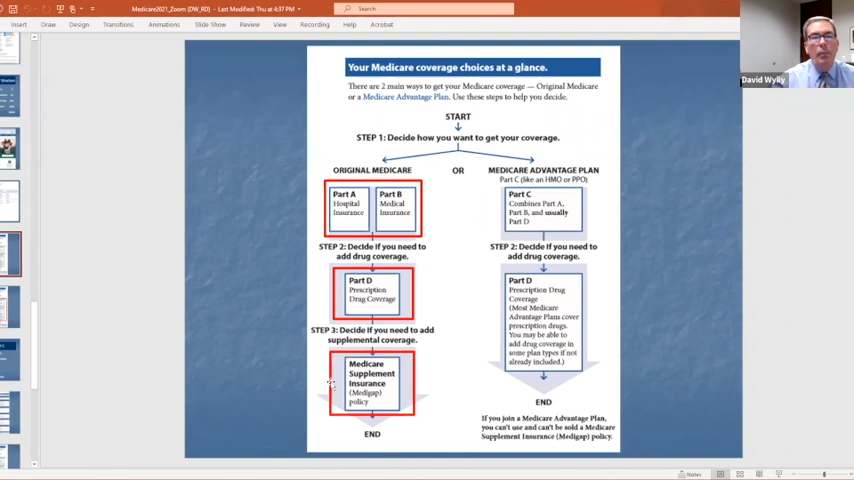 Medicare2021_Zoom (DW_RD) - Last Modified: Thu at 4:37 PM
Search
Insert Draw Design Transitions Animations Slide Show Review View Recording Help Acrobat
David Wylly
Your Medicare coverage choices at a glance.
There are 2 main ways to get your Medicare coverage — Original Medicare
or a Medicare Advantage Plan. Use these steps to help you decide.
START
STEP 1: Decide how you want to get your coverage.
ORIGINAL MEDICARE
OR
MEDICARE ADVANTAGE PLAN
Part C (like an HMO or PPO)
Part A
Hospital
Insurance
Part B
Medical
Insurance
Part C
Combines Part A,
Part B, and usually
Part D
STEP 2: Decide if you need to
add drug coverage.
STEP 2: Decide if you need to
add drug coverage.
Part D
Prescription
Drug Coverage
Part D
Prescription Drug
Coverage
(Most Medicare
Advantage Plans cover
prescription drugs.
You may be able to
add drug coverage in
some plan types if not
already included.)
STEP 3: Decide if you need to add
supplemental coverage.
Medicare
Supplement
Insurance
(Medigap)
policy
END
END
If you join a Medicare Advantage Plan,
you can't use and can't be sold a Medicare
Supplement Insurance (Medigap) policy.
Notes